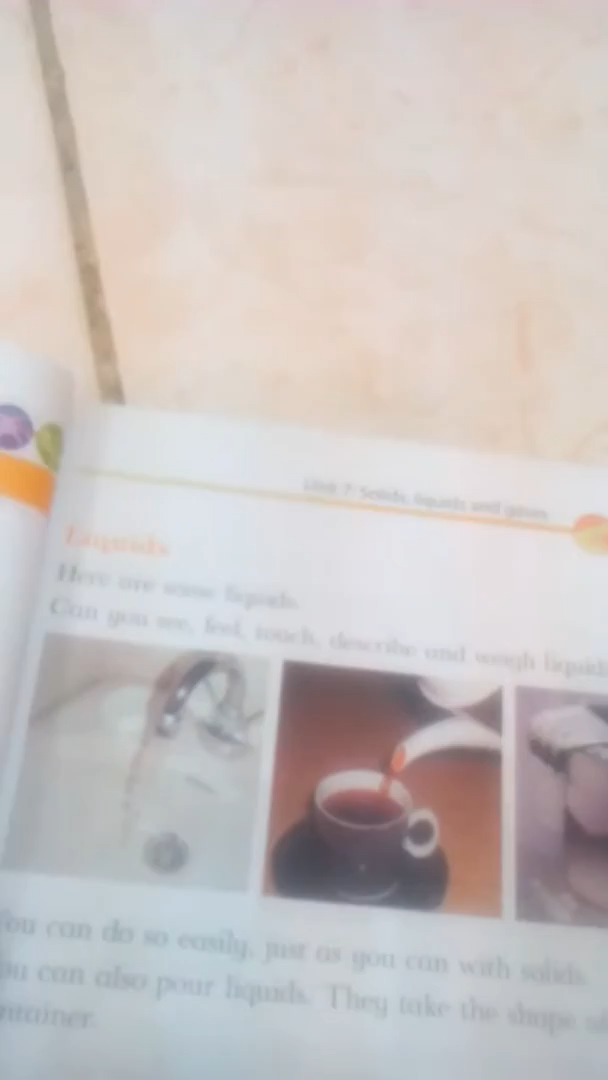 Unit 7: Solids, liquids and gases
Liquids
Here are some liquids.
Can you see, feel, touch, describe and weigh liquids
You can do so easily, just as you can with solids.
You can also pour liquids. They take the shape of
container.